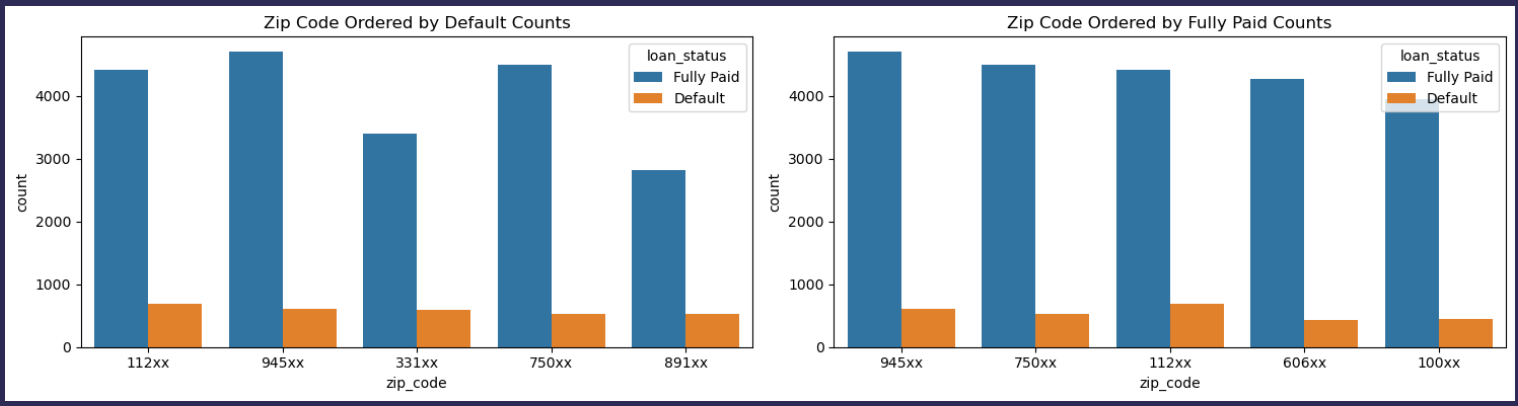 Zip Code Ordered by Default Counts
loan_status
Fully Paid
Default
4000
3000
2000
1000
0
count
112xx 945xx 331xx 750xx 891xx
zip_code
Zip Code Ordered by Fully Paid Counts
loan_status
Fully Paid
Default
4000
3000
2000
1000
0
count
945xx 750xx 112xx 606xx 100xx
zip_code